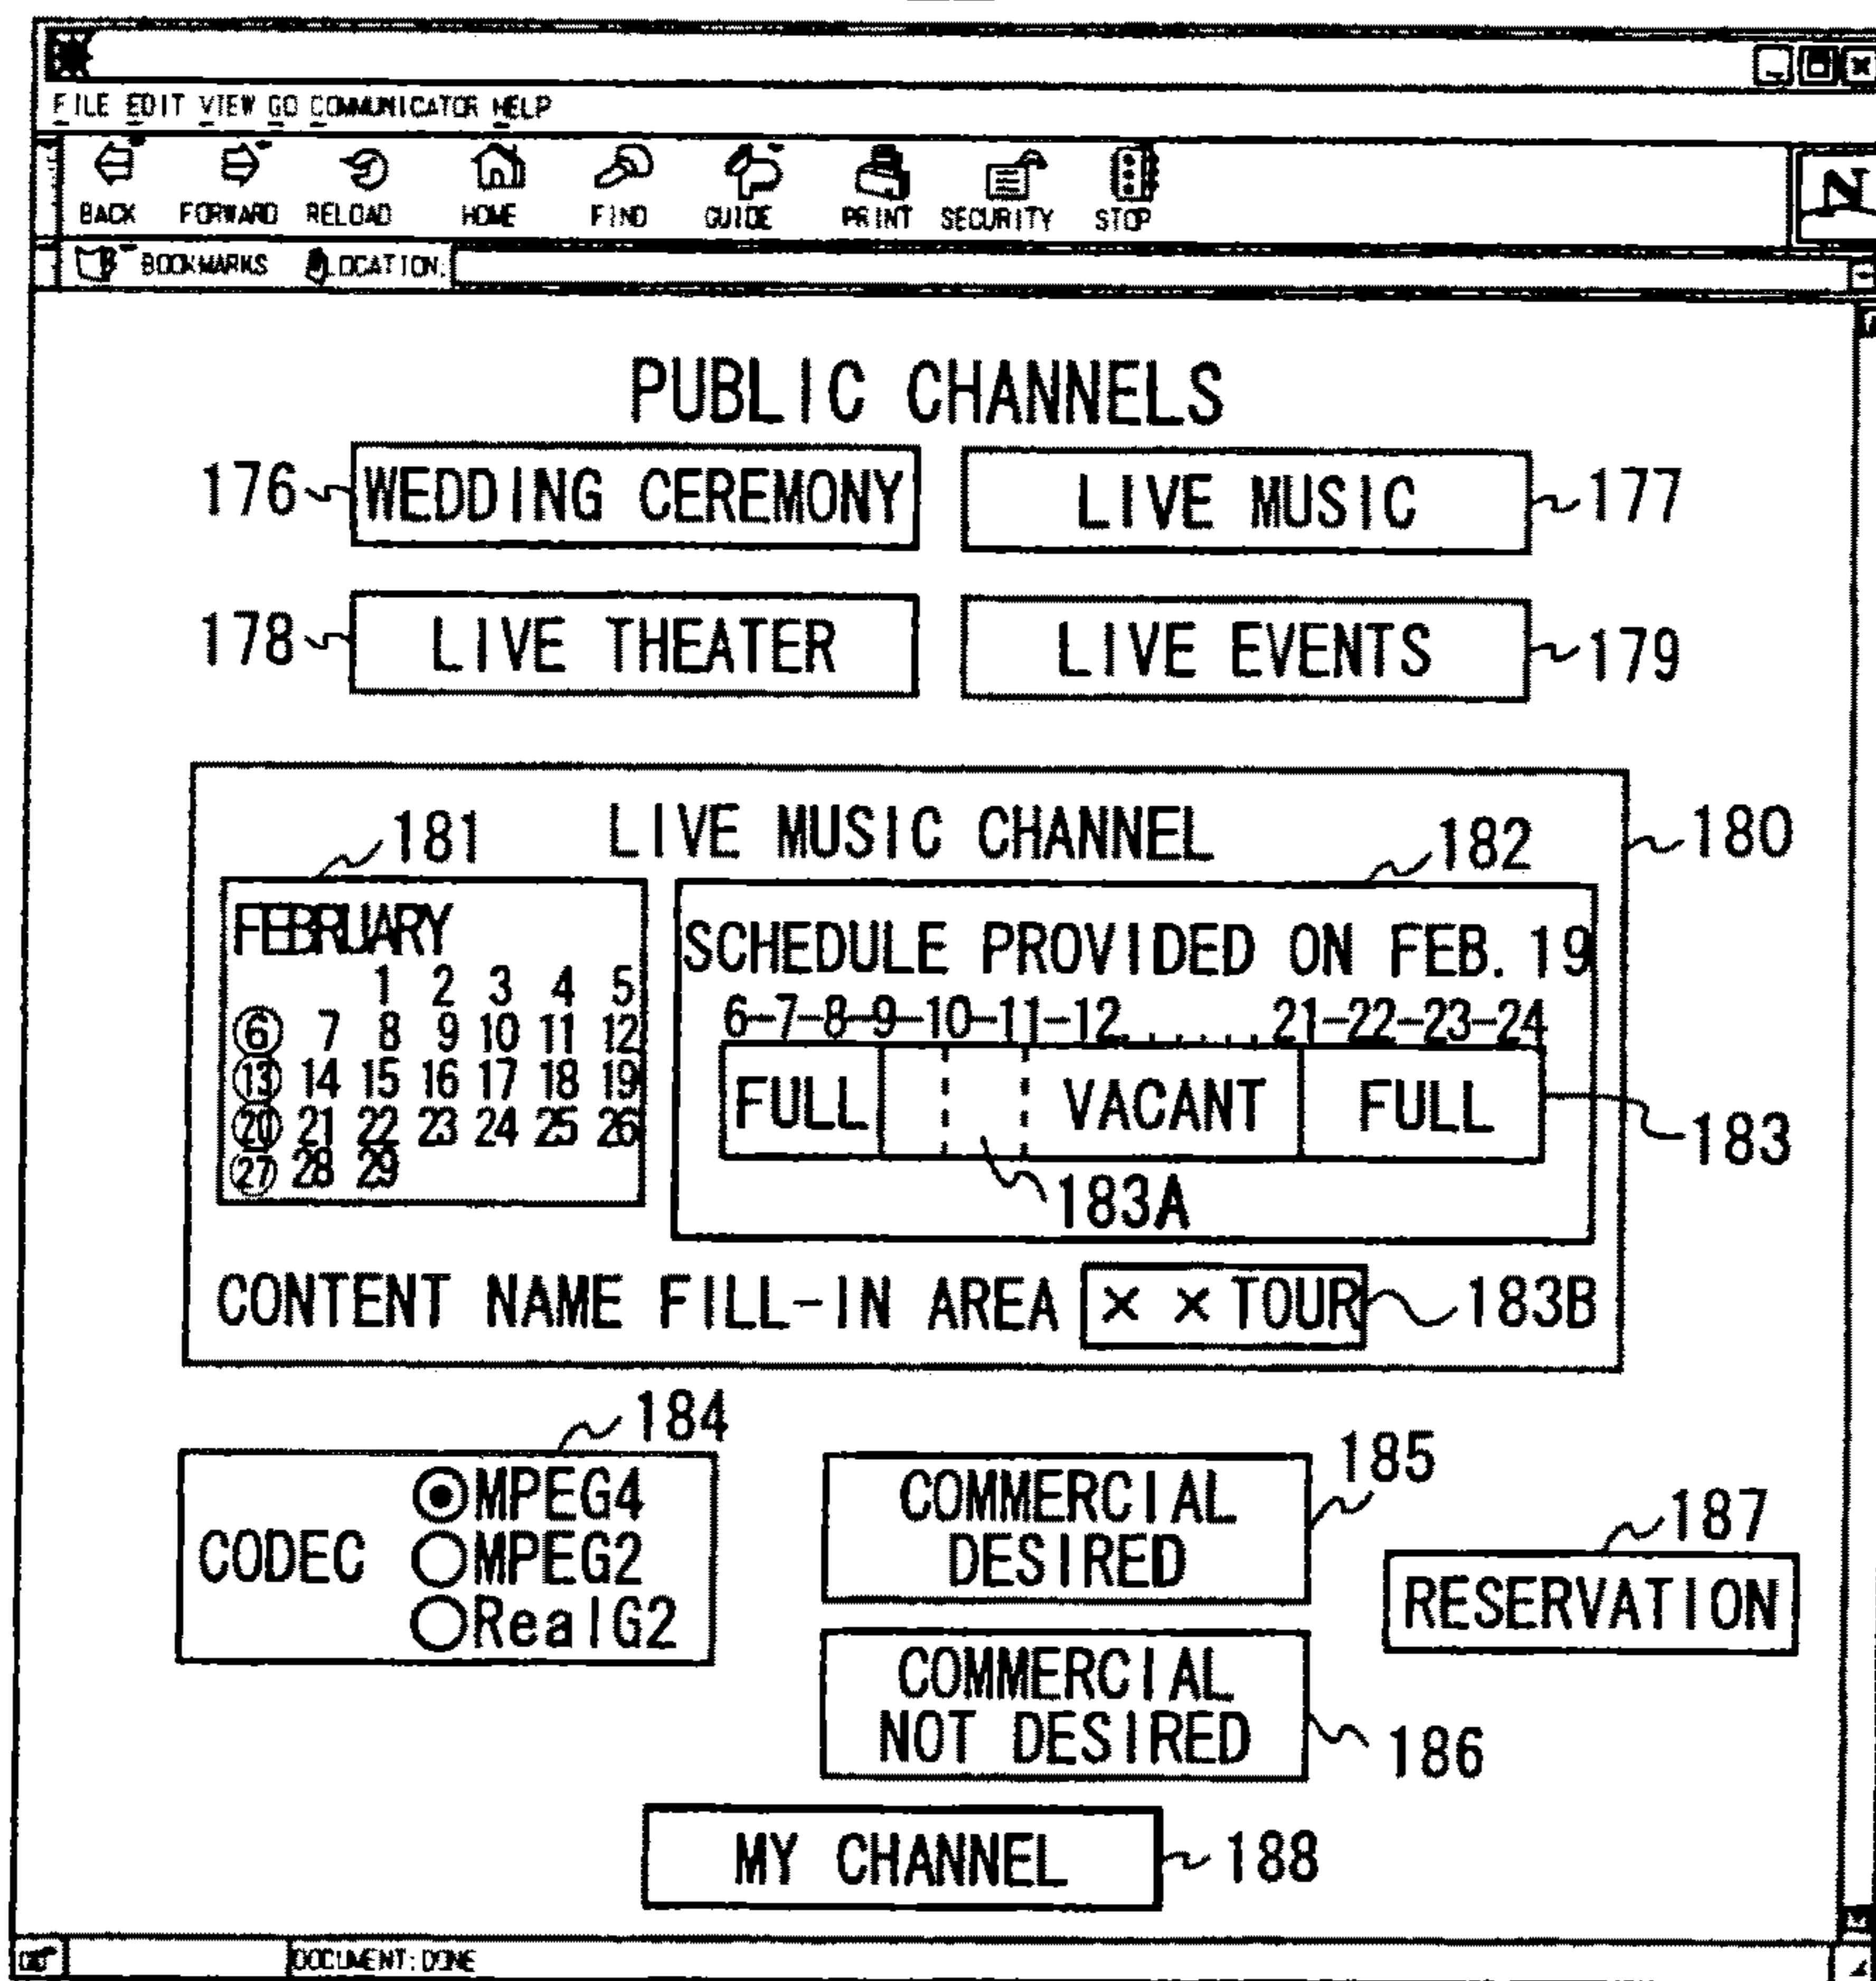 FILE EDIT VIEW GO COMMUNICATOR HELP
BACK FORWARD RELOAD HOME FIND GUIDE PRINT SECURITY STOP
N
BOOKMARKS LOCATION:
PUBLIC CHANNELS
176 WEDDING CEREMONY LIVE MUSIC 177
178 LIVE THEATER LIVE EVENTS 179
LIVE MUSIC CHANNEL
181 182 180
FEBRUARY
1 2 3 4 5
6 7 8 9 10 11 12
13 14 15 16 17 18 19
20 21 22 23 24 25 26
27 28 29
SCHEDULE PROVIDED ON FEB. 19
6-7-8-9-10-11-12......21-22-23-24
FULL VACANT FULL
183
183A
CONTENT NAME FILL-IN AREA × × TOUR 183B
184
CODEC
MPEG4
MPEG2
RealG2
COMMERCIAL
DESIRED
185
187
RESERVATION
COMMERCIAL
NOT DESIRED
186
MY CHANNEL 188
DOCUMENT: DONE